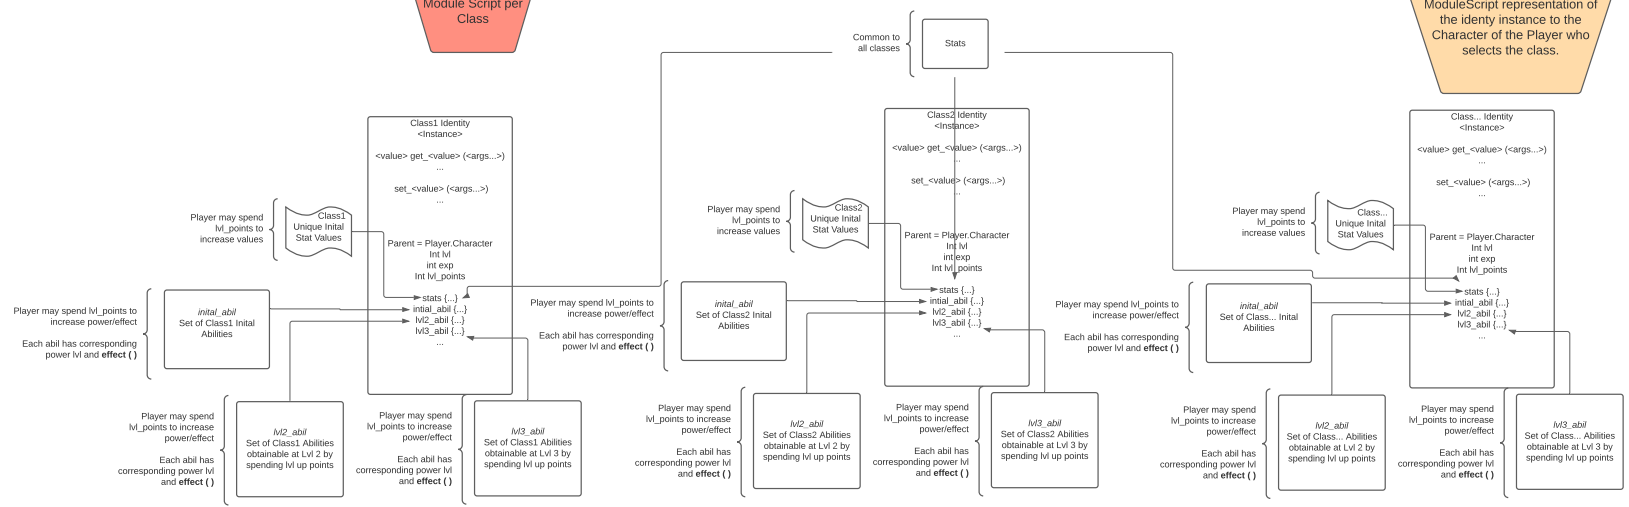 Module Script per
Class
ModuleScript representation of
the identy instance to the
Character of the Player who
selects the class.
Common to
all classes
Stats
Class1 Identity
<Instance>
<value> get_<value> (<args...>)
...
set_<value> (<args...>)
...
Parent = Player.Character
Int lvl
int exp
Int lvl_points
stats {...}
intial_abil {...}
lvl2_abil {...}
lvl3_abil {...}
...
Player may spend
lvl_points to
increase values
Class1
Unique Inital
Stat Values
Player may spend lvl_points to
increase power/effect
Each abil has corresponding
power lvl and effect ( )
inital_abil
Set of Class1 Inital
Abilities
Player may spend
lvl_points to increase
power/effect
Each abil has
corresponding power lvl
and effect ( )
lvl2_abil
Set of Class1 Abilities
obtainable at Lvl 2 by
spending lvl up points
Player may spend
lvl_points to increase
power/effect
Each abil has
corresponding power lvl
and effect ( )
lvl3_abil
Set of Class1 Abilities
obtainable at Lvl 3 by
spending lvl up points
Class2 Identity
<Instance>
<value> get_<value> (<args...>)
...
set_<value> (<args...>)
...
Parent = Player.Character
Int lvl
int exp
Int lvl_points
stats {...}
intial_abil {...}
lvl2_abil {...}
lvl3_abil {...}
...
Player may spend
lvl_points to
increase values
Class2
Unique Inital
Stat Values
Player may spend lvl_points to
increase power/effect
Each abil has corresponding
power lvl and effect ( )
inital_abil
Set of Class2 Inital
Abilities
Player may spend
lvl_points to increase
power/effect
Each abil has
corresponding power lvl
and effect ( )
lvl2_abil
Set of Class2 Abilities
obtainable at Lvl 2 by
spending lvl up points
Player may spend
lvl_points to increase
power/effect
Each abil has
corresponding power lvl
and effect ( )
lvl3_abil
Set of Class2 Abilities
obtainable at Lvl 3 by
spending lvl up points
Class... Identity
<Instance>
<value> get_<value> (<args...>)
...
set_<value> (<args...>)
...
Parent = Player.Character
Int lvl
int exp
Int lvl_points
stats {...}
intial_abil {...}
lvl2_abil {...}
lvl3_abil {...}
...
Player may spend
lvl_points to
increase values
Class...
Unique Inital
Stat Values
Player may spend lvl_points to
increase power/effect
Each abil has corresponding
power lvl and effect ( )
inital_abil
Set of Class... Inital
Abilities
Player may spend
lvl_points to increase
power/effect
Each abil has
corresponding power lvl
and effect ( )
lvl2_abil
Set of Class... Abilities
obtainable at Lvl 2 by
spending lvl up points
Player may spend
lvl_points to increase
power/effect
Each abil has
corresponding power lvl
and effect ( )
lvl3_abil
Set of Class... Abilities
obtainable at Lvl 3 by
spending lvl up points